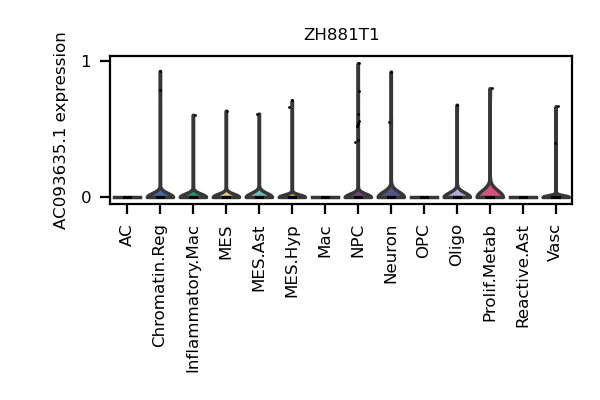 ZH881T1
AC093635.1 expression
1
0
AC
Chromatin.Reg
Inflammatory.Mac
MES
MES.Ast
MES.Hyp
Mac
NPC
Neuron
OPC
Oligo
Prolif.Metab
Reactive.Ast
Vasc